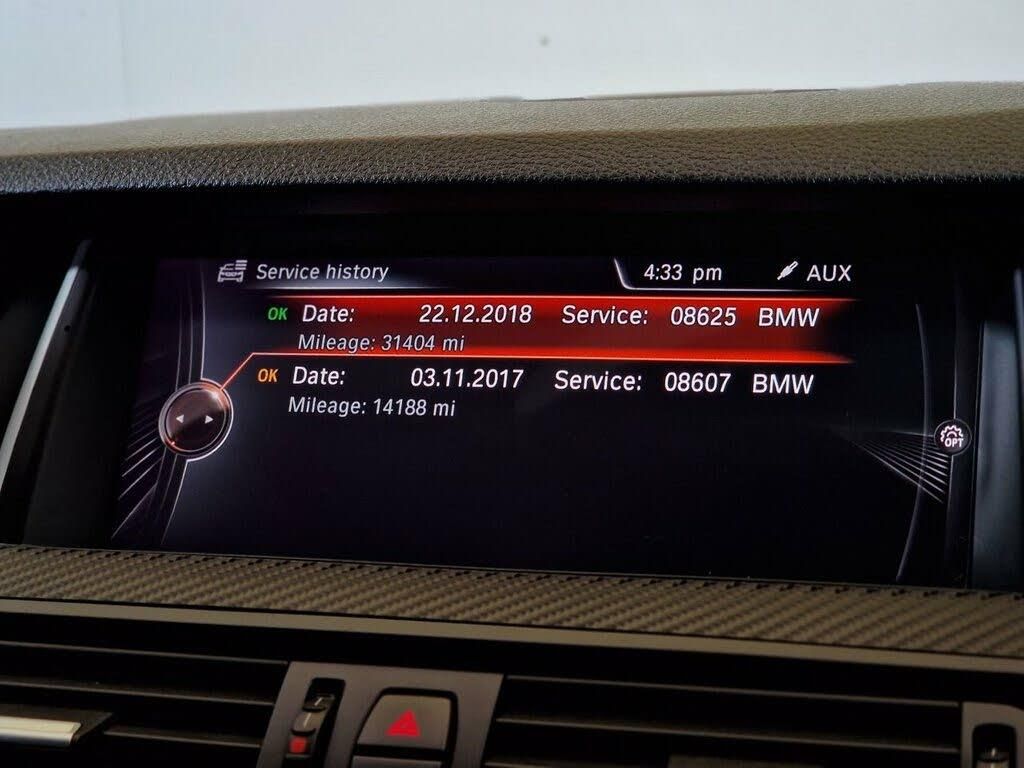 Service history 4:33 pm AUX
OK Date: 22.12.2018 Service: 08625 BMW
Mileage: 31404 mi
OK Date: 03.11.2017 Service: 08607 BMW
Mileage: 14188 mi
OPT